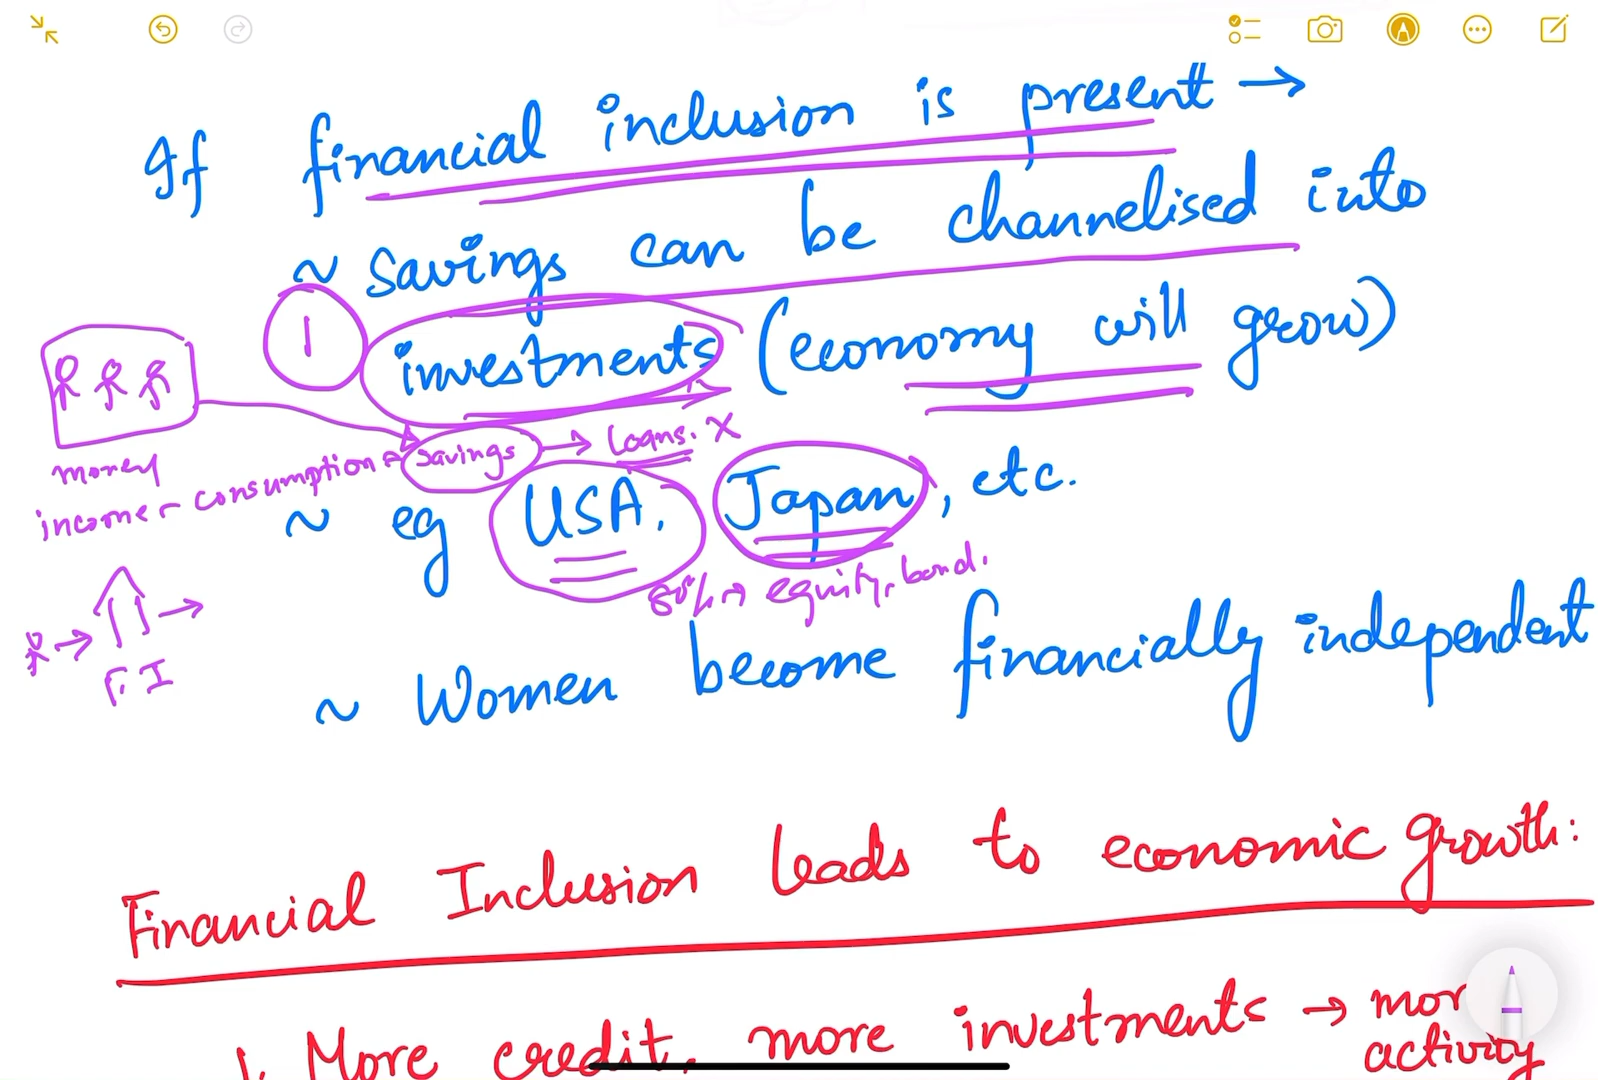 If financial inclusion is present →
~ Savings can be channelised into
1
investments (economy will grow)
savings → loans. X
money
income - consumption =
~ eg USA, Japan, etc.
80% → equity, bond.
F. I
~ Women become financially independent
Financial Inclusion leads to economic growth:
1. More credit, more investments → mor
activity